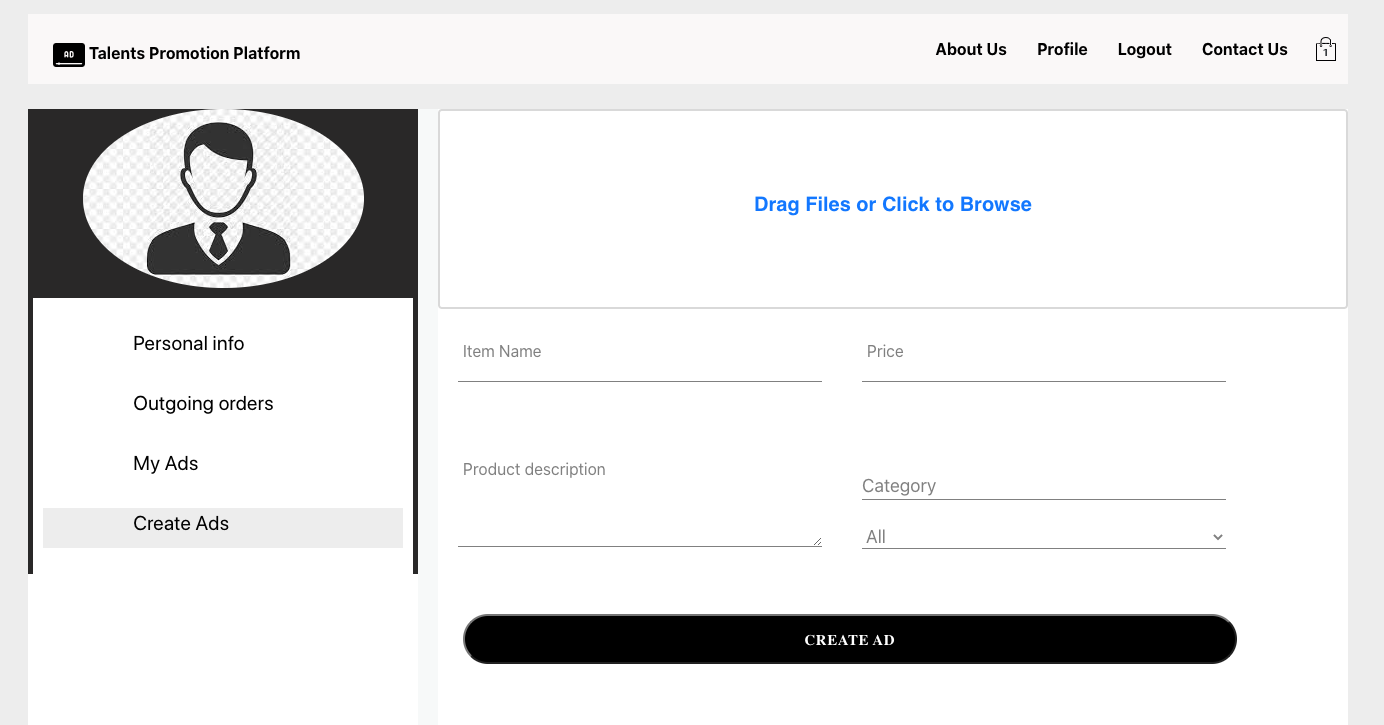 AD
Talents Promotion Platform
About Us
Profile
Logout
Contact Us
1
Drag Files or Click to Browse
Personal info
Outgoing orders
My Ads
Create Ads
Item Name
Price
Product description
Category
All
CREATE AD